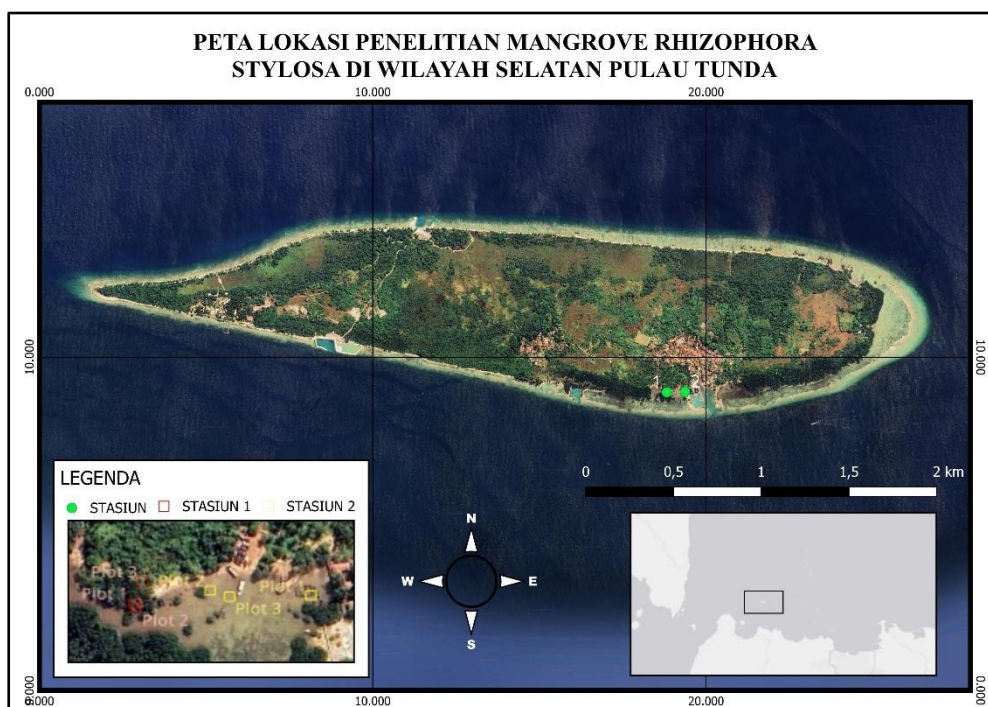 PETA LOKASI PENELITIAN MANGROVE RHIZOPHORA
STYLOSA DI WILAYAH SELATAN PULAU TUNDA
0.000
10.000
20.000
10.000
10.000
LEGENDA
STASIUN
STASIUN 1
STASIUN 2
Plot 3
Plot 1
Plot 2
Plot 2
Plot 3
Plot
N
W
E
S
0
0,5
1
1,5
2 km
0.000
0.000
10.000
20.000